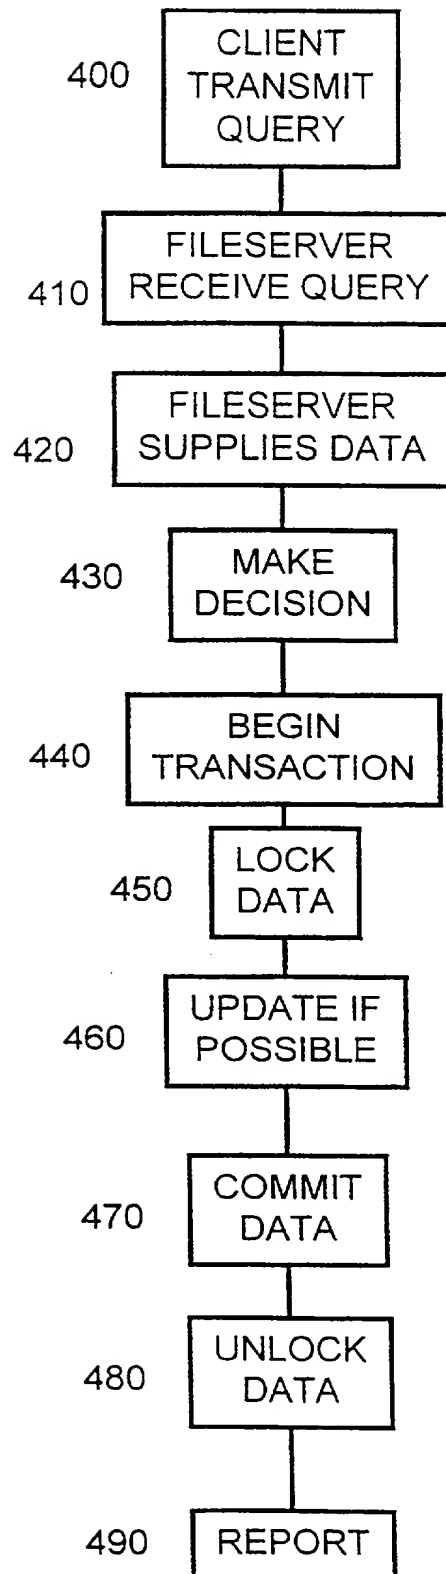 400
CLIENT
TRANSMIT
QUERY
410
FILESERVER
RECEIVE QUERY
420
FILESERVER
SUPPLIES DATA
430
MAKE
DECISION
440
BEGIN
TRANSACTION
450
LOCK
DATA
460
UPDATE IF
POSSIBLE
470
COMMIT
DATA
480
UNLOCK
DATA
490
REPORT